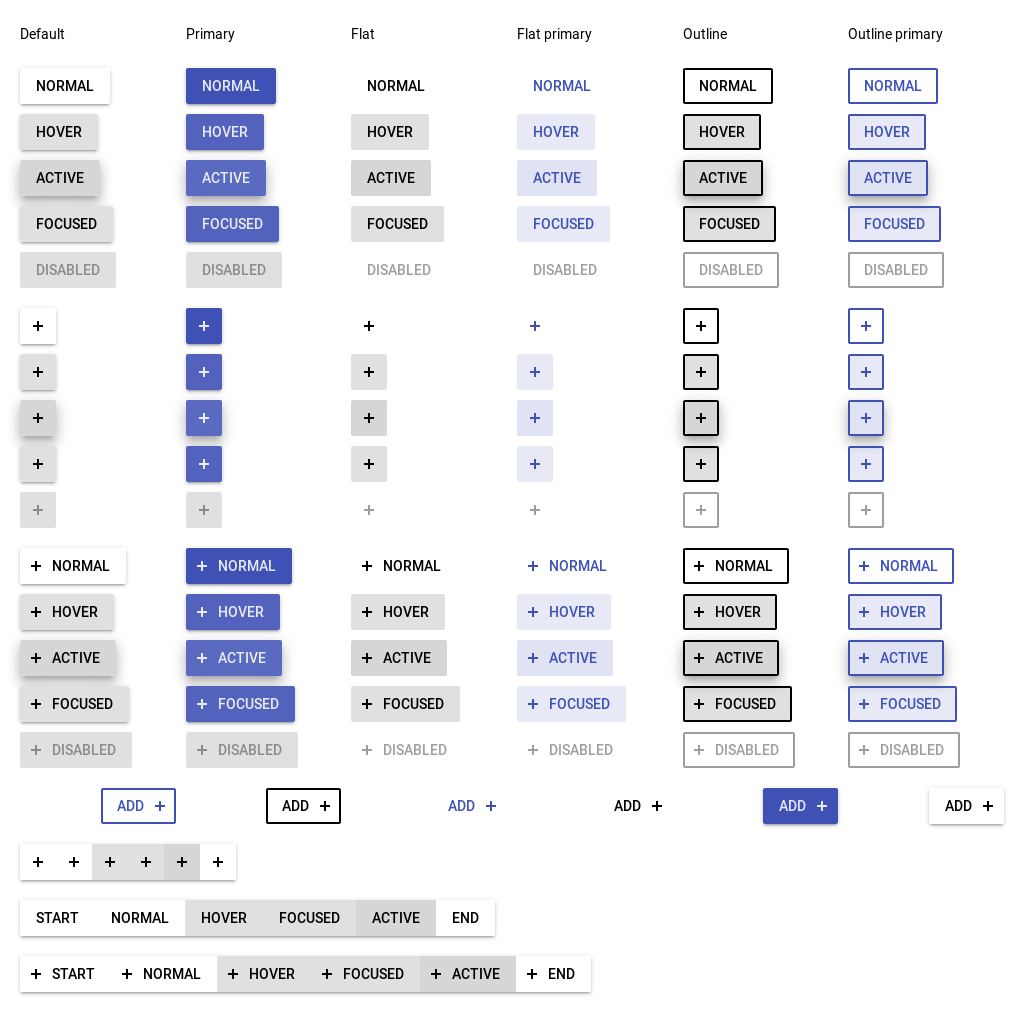 Default Primary Flat Flat primary Outline Outline primary
NORMAL NORMAL NORMAL NORMAL NORMAL NORMAL
HOVER HOVER HOVER HOVER HOVER HOVER
ACTIVE ACTIVE ACTIVE ACTIVE ACTIVE ACTIVE
FOCUSED FOCUSED FOCUSED FOCUSED FOCUSED FOCUSED
DISABLED DISABLED DISABLED DISABLED DISABLED DISABLED
+ + + + + +
+ + + + + +
+ + + + + +
+ + + + + +
+ + + + + +
+ NORMAL + NORMAL + NORMAL + NORMAL + NORMAL + NORMAL
+ HOVER + HOVER + HOVER + HOVER + HOVER + HOVER
+ ACTIVE + ACTIVE + ACTIVE + ACTIVE + ACTIVE + ACTIVE
+ FOCUSED + FOCUSED + FOCUSED + FOCUSED + FOCUSED + FOCUSED
+ DISABLED + DISABLED + DISABLED + DISABLED + DISABLED + DISABLED
ADD + ADD + ADD + ADD + ADD + ADD +
+ + + + + +
START NORMAL HOVER FOCUSED ACTIVE END
+ START + NORMAL + HOVER + FOCUSED + ACTIVE + END